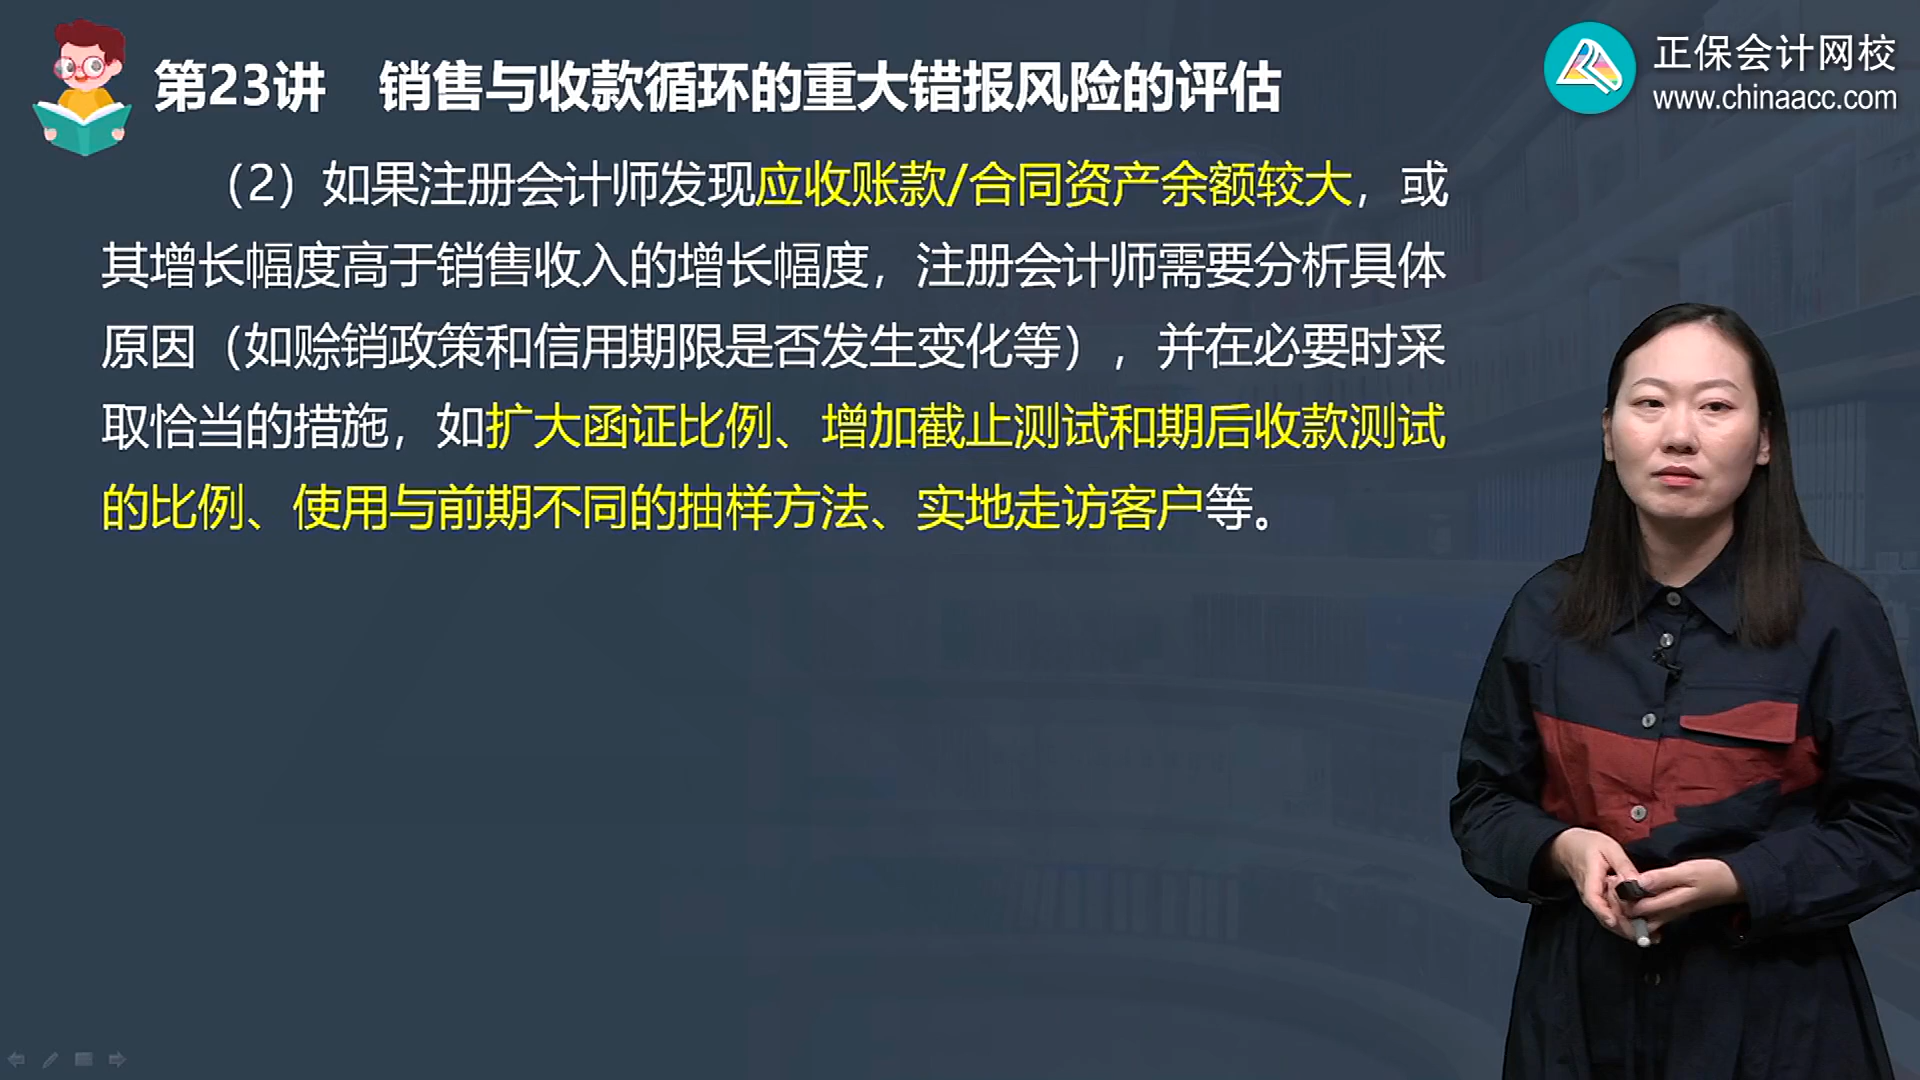 第23讲 销售与收款循环的重大错报风险的评估
正保会计网校
www.chinaacc.com
（2）如果注册会计师发现应收账款/合同资产余额较大，或
其增长幅度高于销售收入的增长幅度，注册会计师需要分析具体
原因（如赊销政策和信用期限是否发生变化等），并在必要时采
取恰当的措施，如扩大函证比例、增加截止测试和期后收款测试
的比例、使用与前期不同的抽样方法、实地走访客户等。